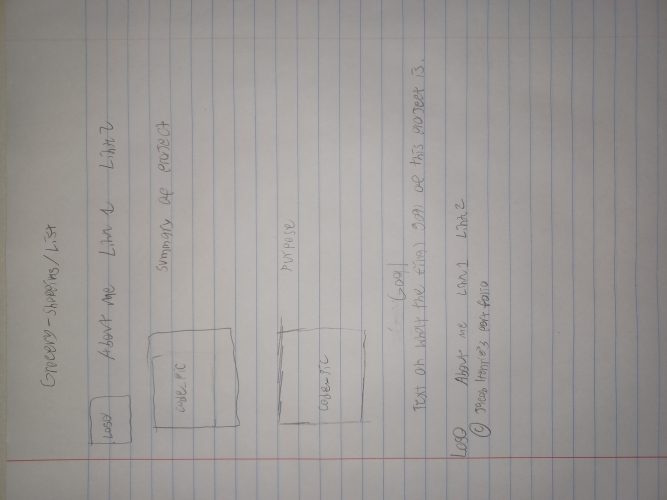 Grocery-Shopping/List
Logo About me Link 1 Link 2
Code-Pic Summary of project
Purpose
Code-Pic
Goal
Text on what the final goal of this project is.
Logo About me Link 1 Link 2
© Jacob portfolio